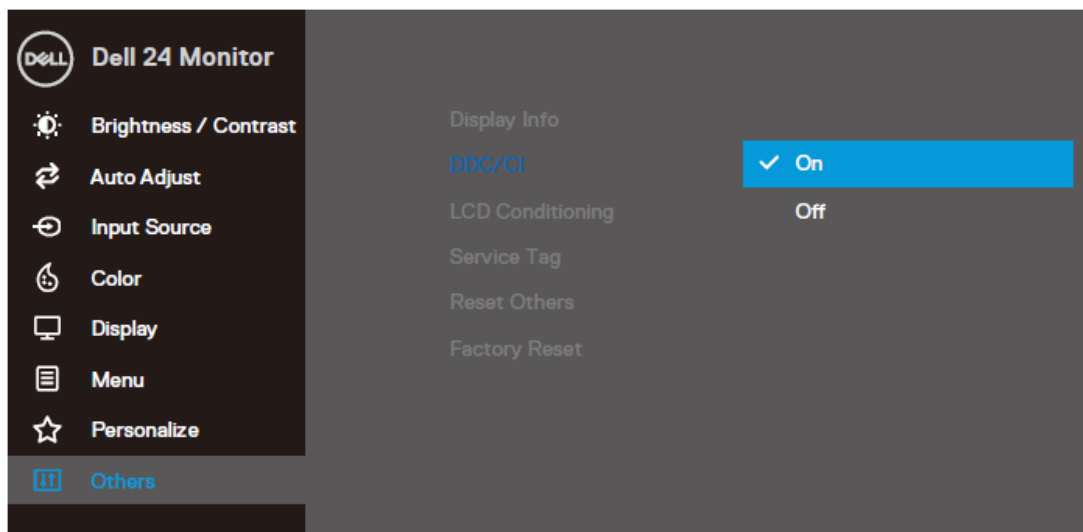 DELL Dell 24 Monitor
Brightness / Contrast
Auto Adjust
Input Source
Color
Display
Menu
Personalize
Others
Display Info
DDC/CI
LCD Conditioning
Service Tag
Reset Others
Factory Reset
On
Off